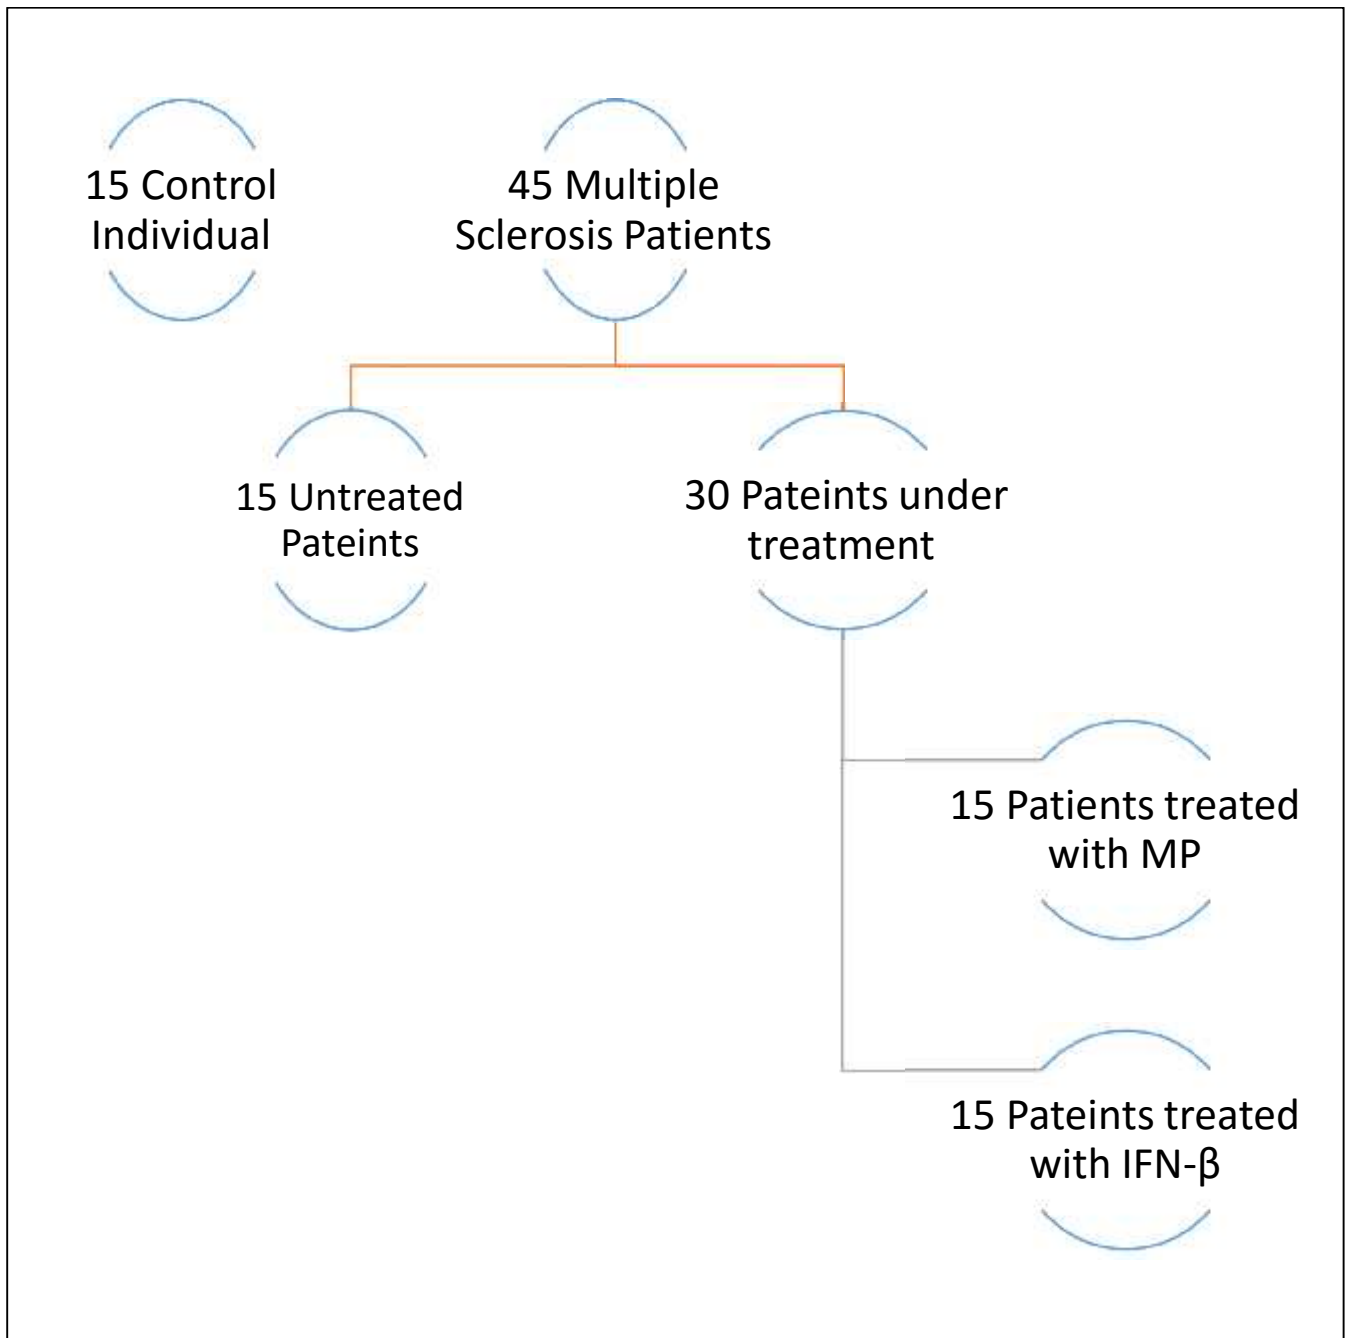 15 Control
Individual
45 Multiple
Sclerosis Patients
15 Untreated
Pateints
30 Pateints under
treatment
15 Patients treated
with MP
15 Pateints treated
with IFN-β